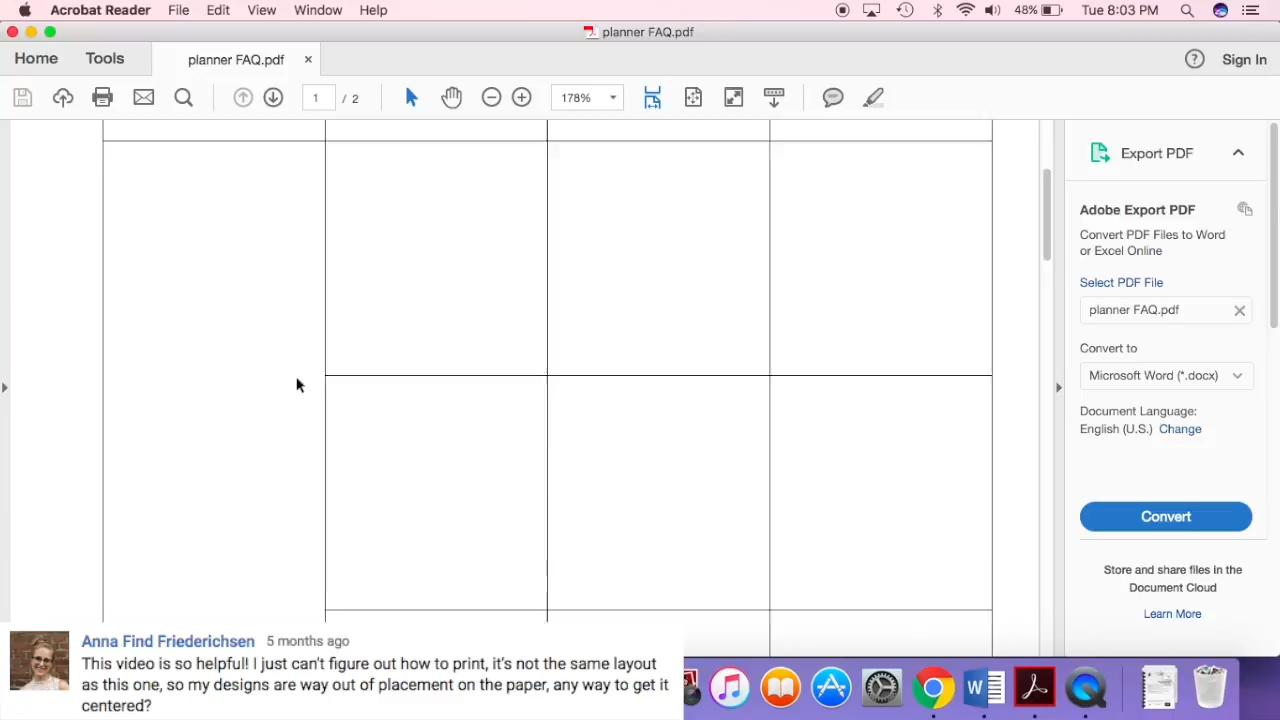 Acrobat Reader File Edit View Window Help 48% Tue 8:03 PM
planner FAQ.pdf
Home Tools planner FAQ.pdf × ? Sign In
1 / 2 178%
Export PDF
Adobe Export PDF
Convert PDF Files to Word
or Excel Online
Select PDF File
planner FAQ.pdf
Convert to
Microsoft Word (*.docx)
Document Language:
English (U.S.) Change
Convert
Store and share files in the
Document Cloud
Learn More
Anna Find Friederichsen 5 months ago
This video is so helpful! I just can't figure out how to print, it's not the same layout
as this one, so my designs are way out of placement on the paper, any way to get it
centered?